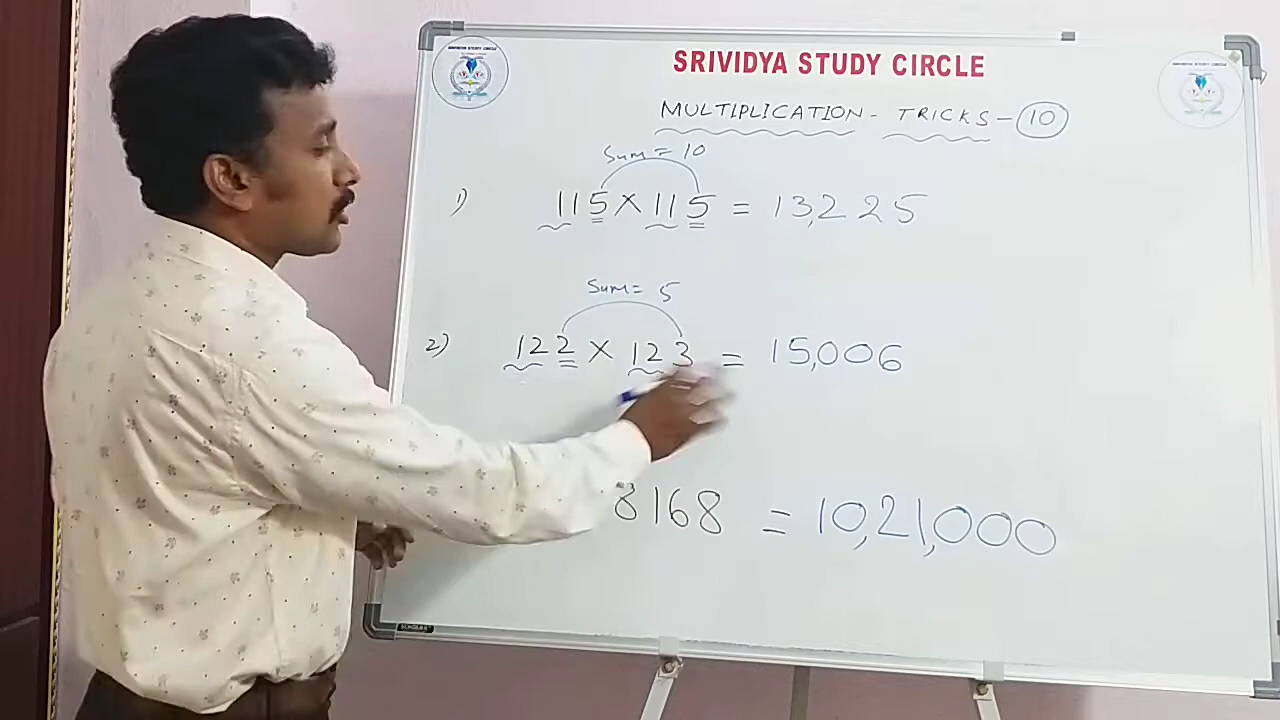 SRIVIDYA STUDY CIRCLE
MULTIPLICATION - TRICKS - 10
Sum = 10
1) 115 X 115 = 13,225
Sum = 5
2) 122 X 123 = 15,006
8168 = 10,21,000